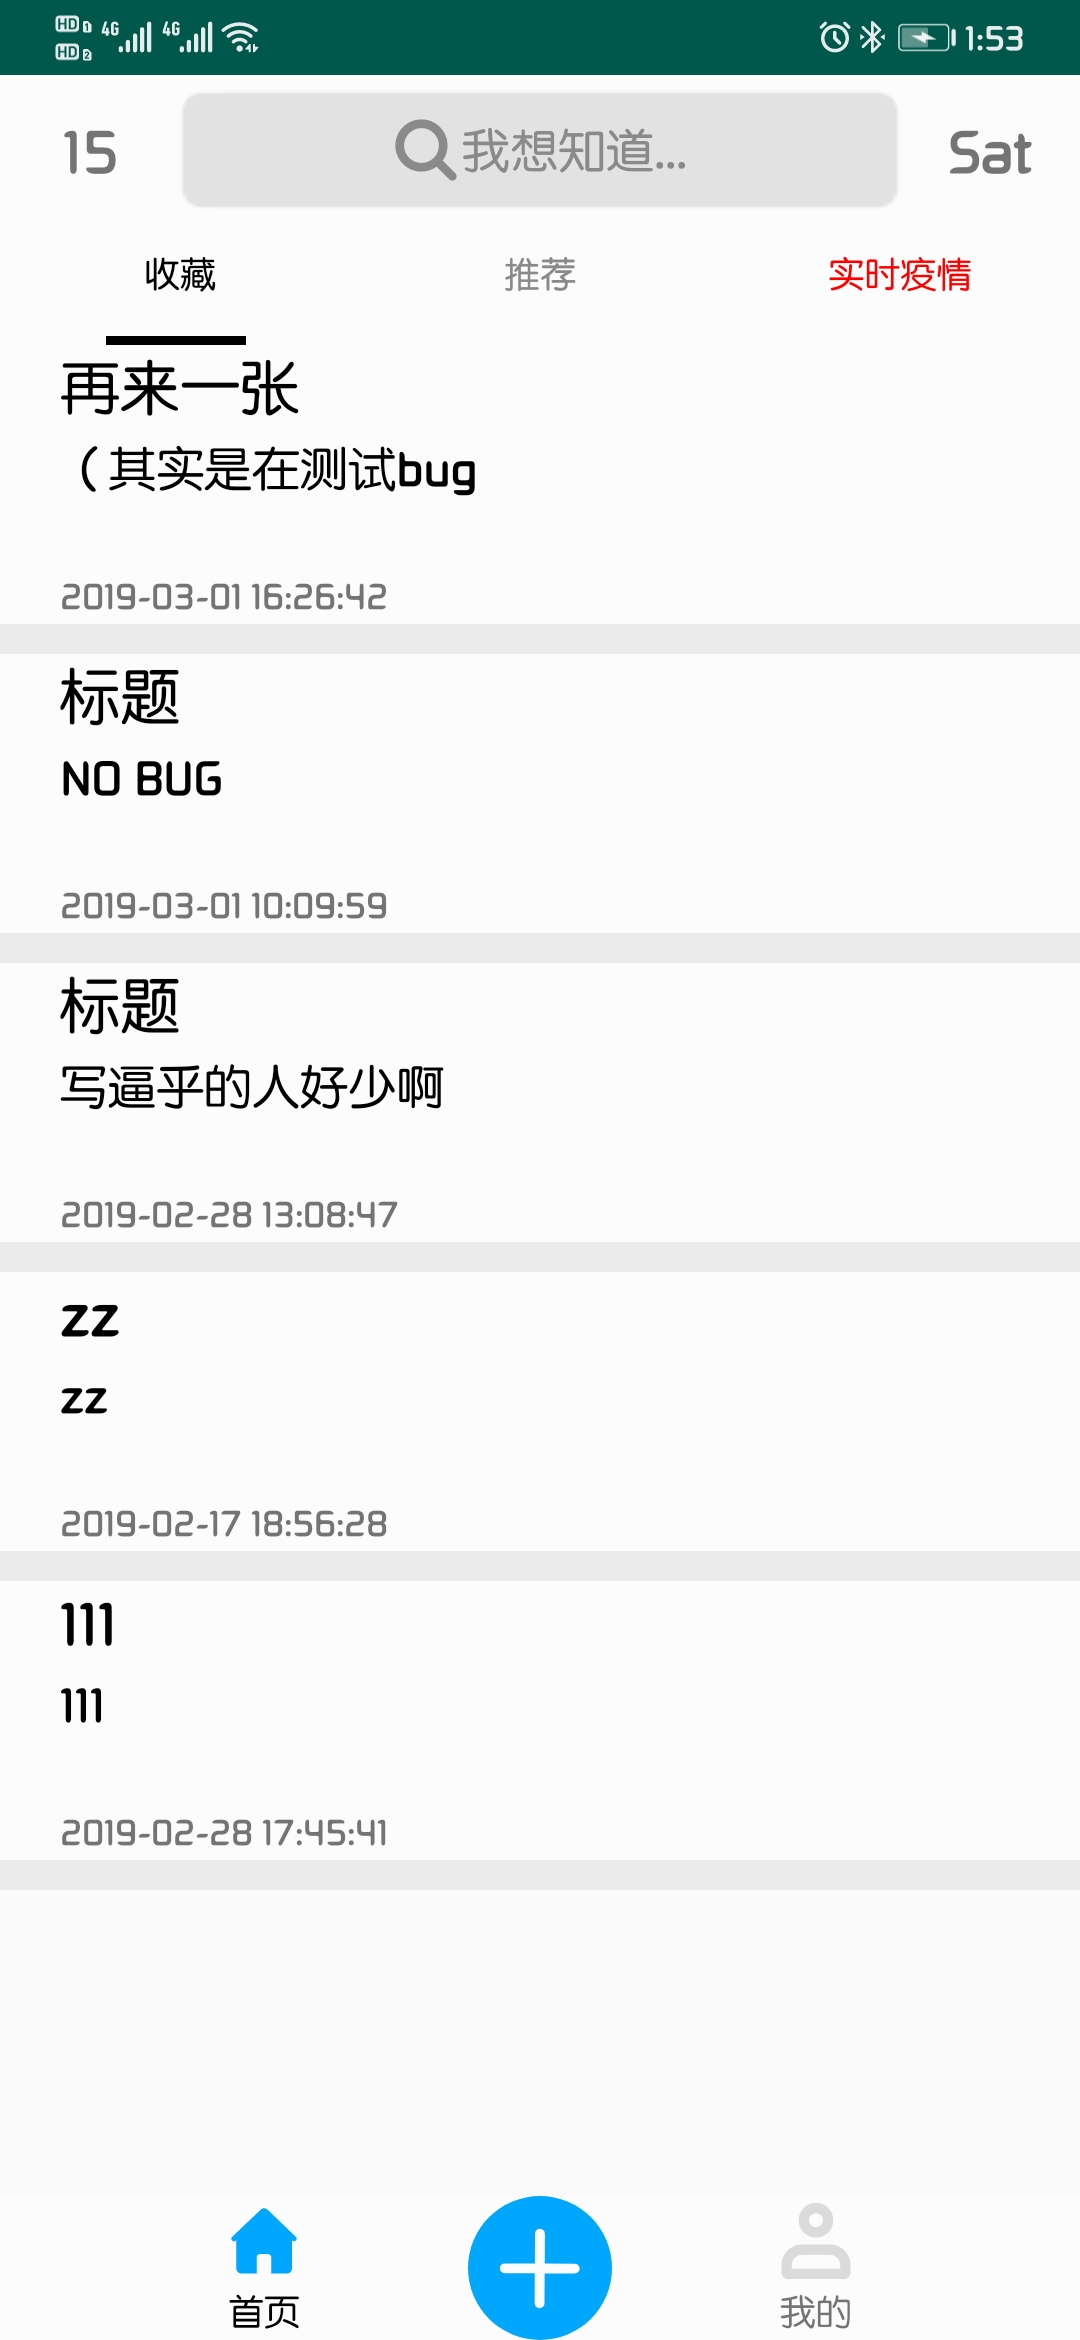 HD 1 4G 4G 1:53
HD 2
15 我想知道... Sat
收藏 推荐 实时疫情
再来一张
（其实是在测试bug
2019-03-01 16:26:42
标题
NO BUG
2019-03-01 10:09:59
标题
写逼乎的人好少啊
2019-02-28 13:08:47
zz
zz
2019-02-17 18:56:28
111
111
2019-02-28 17:45:41
首页 我的